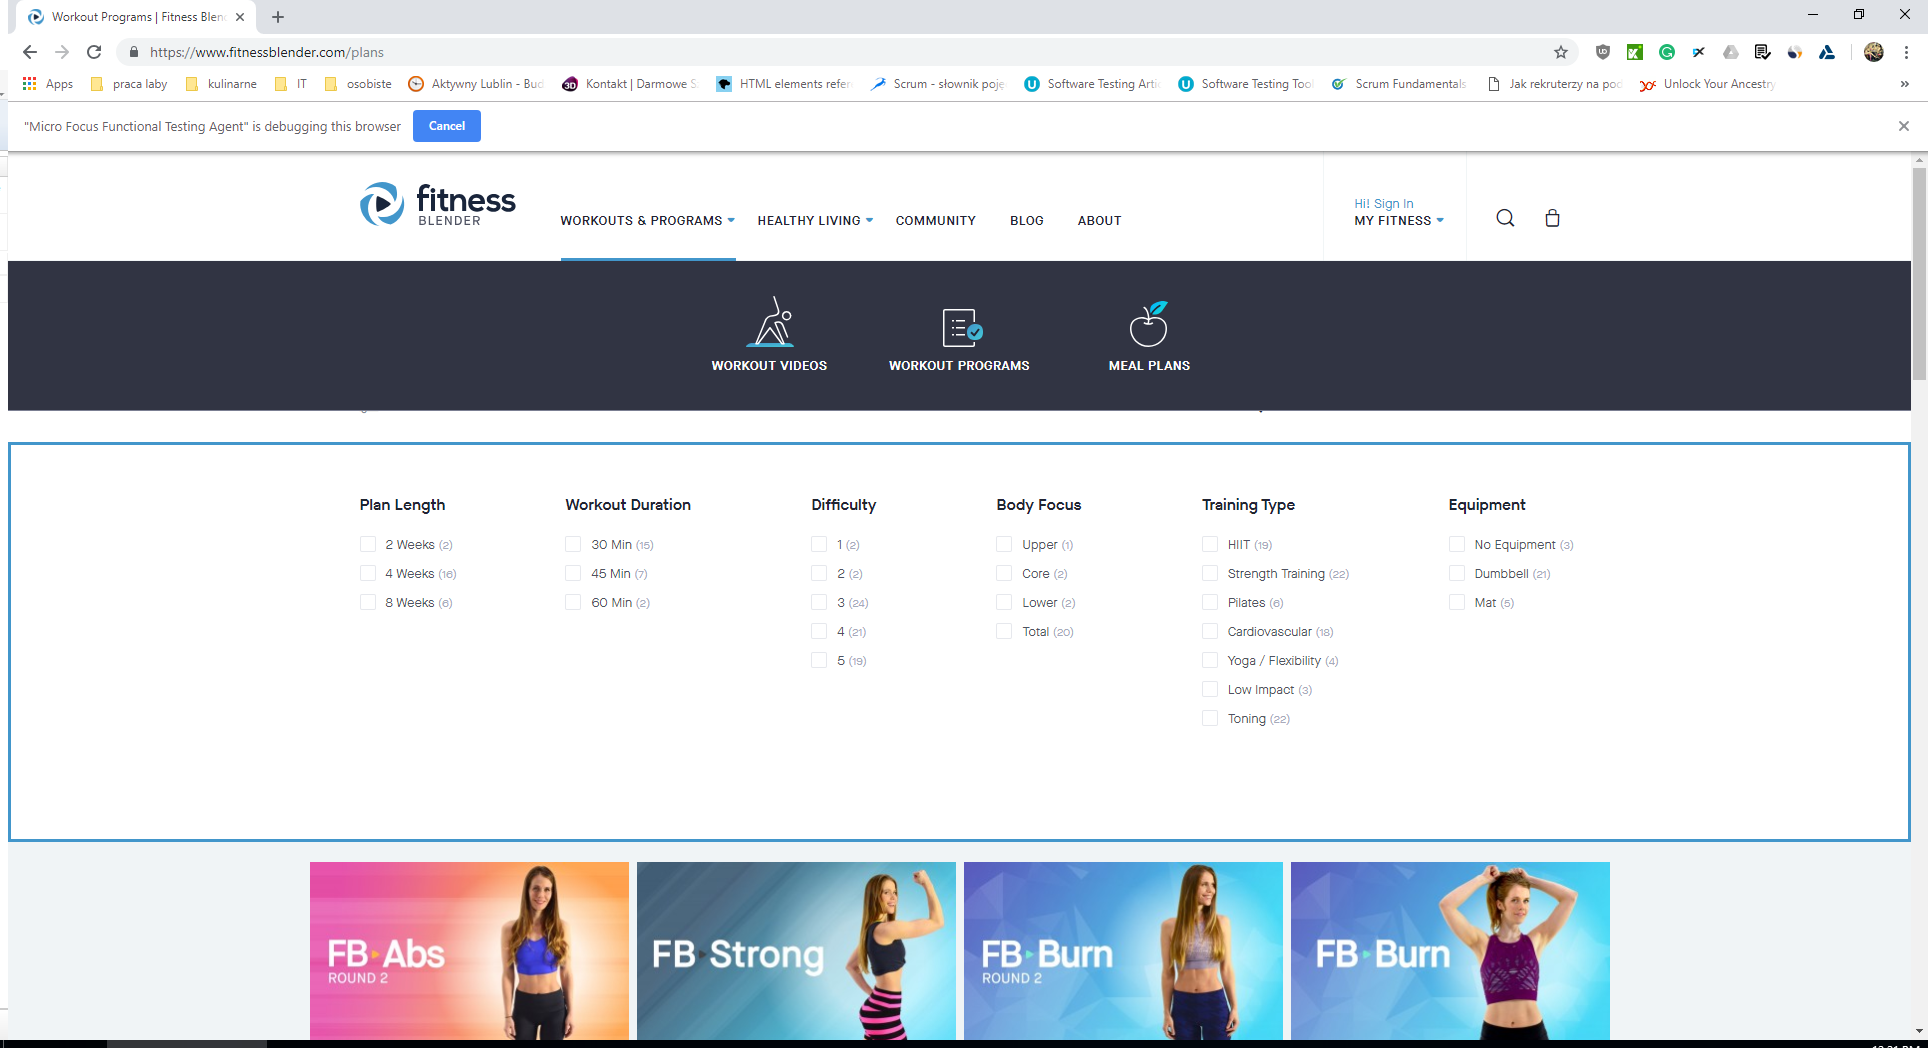 Workout Programs | Fitness Blen
https://www.fitnessblender.com/plans
Apps praca laby kulinarne IT osobiste Aktywny Lublin - Bud Kontakt | Darmowe S HTML elements refe Scrum - słownik poję Software Testing Artic Software Testing Tool Scrum Fundamentals Jak rekruterzy na pod Unlock Your Ancestry »
"Micro Focus Functional Testing Agent" is debugging this browser Cancel
fitness
BLENDER
WORKOUTS & PROGRAMS HEALTHY LIVING COMMUNITY BLOG ABOUT
Hi! Sign In
MY FITNESS
WORKOUT VIDEOS WORKOUT PROGRAMS MEAL PLANS
Plan Length
2 Weeks (2)
4 Weeks (16)
8 Weeks (6)
Workout Duration
30 Min (15)
45 Min (7)
60 Min (2)
Difficulty
1 (2)
2 (2)
3 (24)
4 (21)
5 (19)
Body Focus
Upper (1)
Core (2)
Lower (2)
Total (20)
Training Type
HIIT (19)
Strength Training (22)
Pilates (6)
Cardiovascular (18)
Yoga / Flexibility (4)
Low Impact (3)
Toning (22)
Equipment
No Equipment (3)
Dumbbell (21)
Mat (5)
FB Abs
ROUND 2
FB Strong
FB Burn
ROUND 2
FB Burn